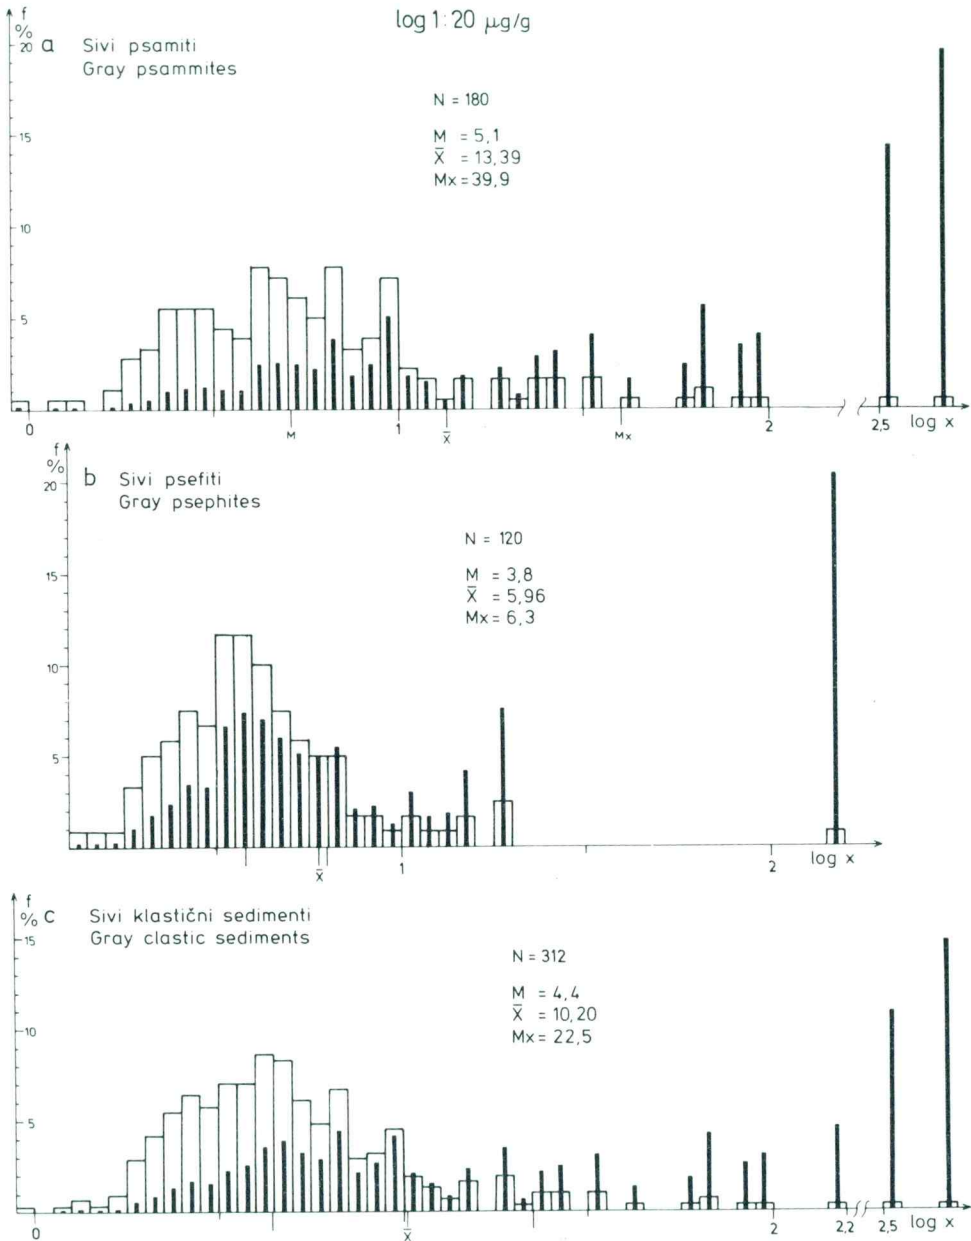 log 1:20 µg/g
f
%
a
Sivi psamiti
Gray psammites
N = 180
M = 5,1
X̄ = 13,39
Mx=39,9
20
15
10
5
0
M
1
X̄
Mx
2
2,5
log x
f
%
b
Sivi psefiti
Gray psephites
N = 120
M = 3,8
X̄ = 5,96
Mx=6,3
20
15
10
5
X̄
1
2
log x
f
%
c
Sivi klastični sedimenti
Gray clastic sediments
N = 312
M = 4,4
X̄ = 10,20
Mx= 22,5
15
10
5
0
X̄
2
2,2
2,5
log x